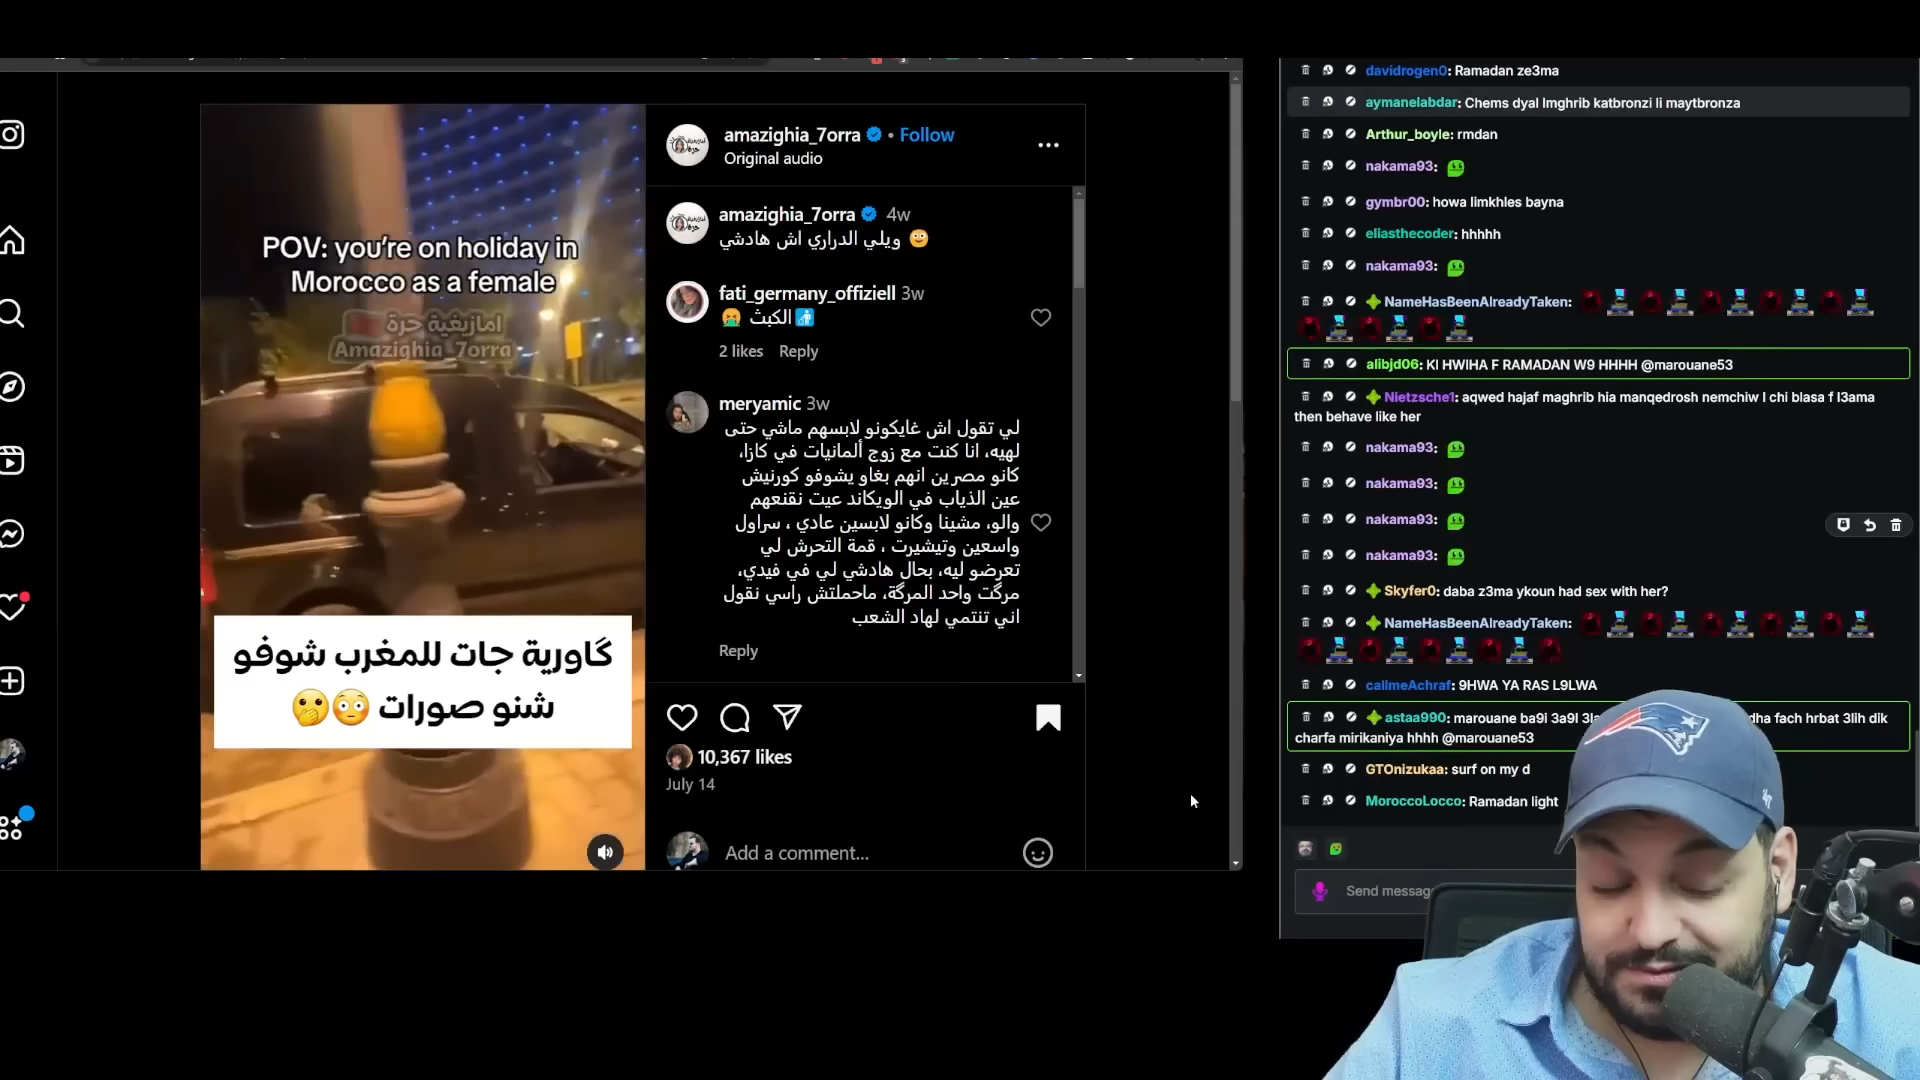 POV: you're on holiday in
Morocco as a female
امازيغية حرة
Amazighia_7orra
گاورية جات للمغرب شوفو
شنو صورات 😳🫢
amazighia_7orra • Follow
Original audio
amazighia_7orra 4w
ويلي الدراري اش هادشي 😳
fati_germany_offiziell 3w
الكبث 🤮🚮
2 likes Reply
meryamic 3w
لي تقول اش غايكونو لابسهم ماشي حتى
لهيه، انا كنت مع زوج ألمانيات في كازا،
كانو مصرين انهم بغاو يشوفو كورنيش
عين الذياب في الويكاند عيت نقنعهم
والو، مشينا وكانو لابسين عادي ، سراول
واسعين وتيشيرت ، قمة التحرش لي
تعرضو ليه، بحال هادشي لي في فيدي،
مرگت واحد المرگة، ماحملتش راسي نقول
اني تنتمي لهاد الشعب
Reply
10,367 likes
July 14
Add a comment...
davidrogen0: Ramadan ze3ma
aymanelabdar: Chems dyal lmghrib katbronzi li maytbronza
Arthur_boyle: rmdan
nakama93:
gymbr00: howa limkhles bayna
eliasthecoder: hhhhh
nakama93:
NameHasBeenAlreadyTaken:
alibjd06: KI HWIHA F RAMADAN W9 HHHH @marouane53
Nietzsche1: aqwed hajaf maghrib hia manqedrosh nemchiw l chi blasa f l3ama
then behave like her
nakama93:
nakama93:
nakama93:
nakama93:
Skyfer0: daba z3ma ykoun had sex with her?
NameHasBeenAlreadyTaken:
callmeAchraf: 9HWA YA RAS L9LWA
astaa990: marouane ba9i 3a9l 3la dha fach hrbat 3lih dik
charfa mirikaniya hhhh @marouane53
GTOnizukaa: surf on my d
MoroccoLocco: Ramadan light
Send messag